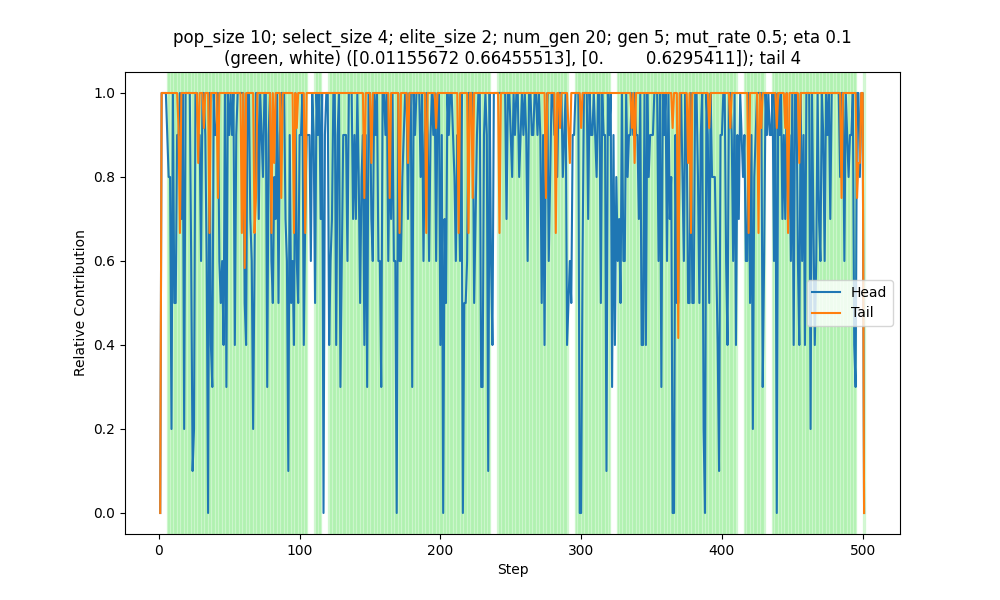 pop_size 10; select_size 4; elite_size 2; num_gen 20; gen 5; mut_rate 0.5; eta 0.1
(green, white) ([0.01155672 0.66455513], [0.         0.6295411]); tail 4
1.0
0.8
0.6
0.4
0.2
0.0
Relative Contribution
Head
Tail
0
100
200
300
400
500
Step